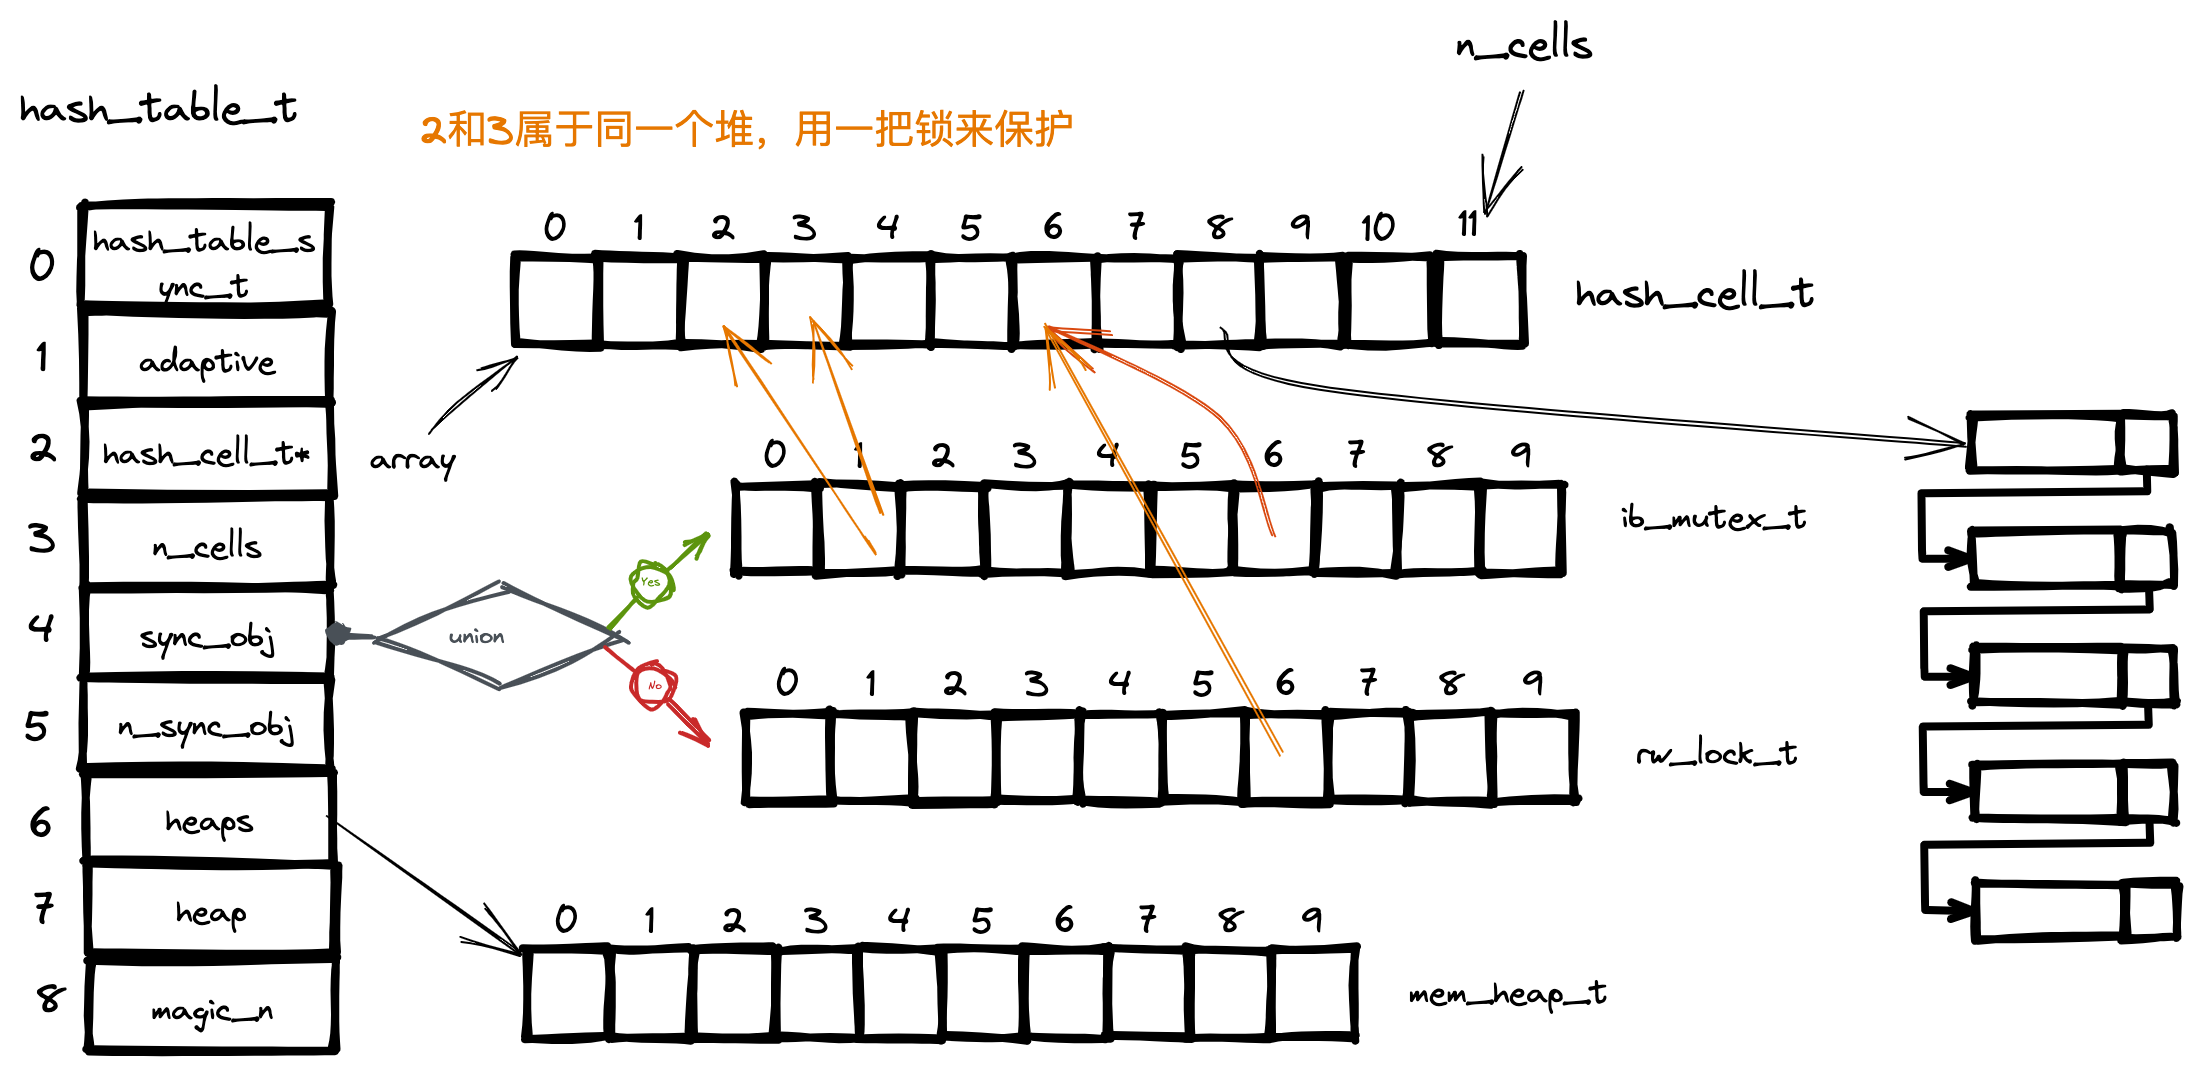 n_cells
hash_table_t
2和3属于同一个堆，用一把锁来保护
0 1 2 3 4 5 6 7 8 9 10 11
hash_cell_t
array
0
hash_table_s
ync_t
1
adaptive
2
hash_cell_t*
3
n_cells
4
sync_obj
5
n_sync_obj
6
heaps
7
heap
8
magic_n
union
Yes
No
0 1 2 3 4 5 6 7 8 9
ib_mutex_t
0 1 2 3 4 5 6 7 8 9
rw_lock_t
0 1 2 3 4 5 6 7 8 9
mem_heap_t